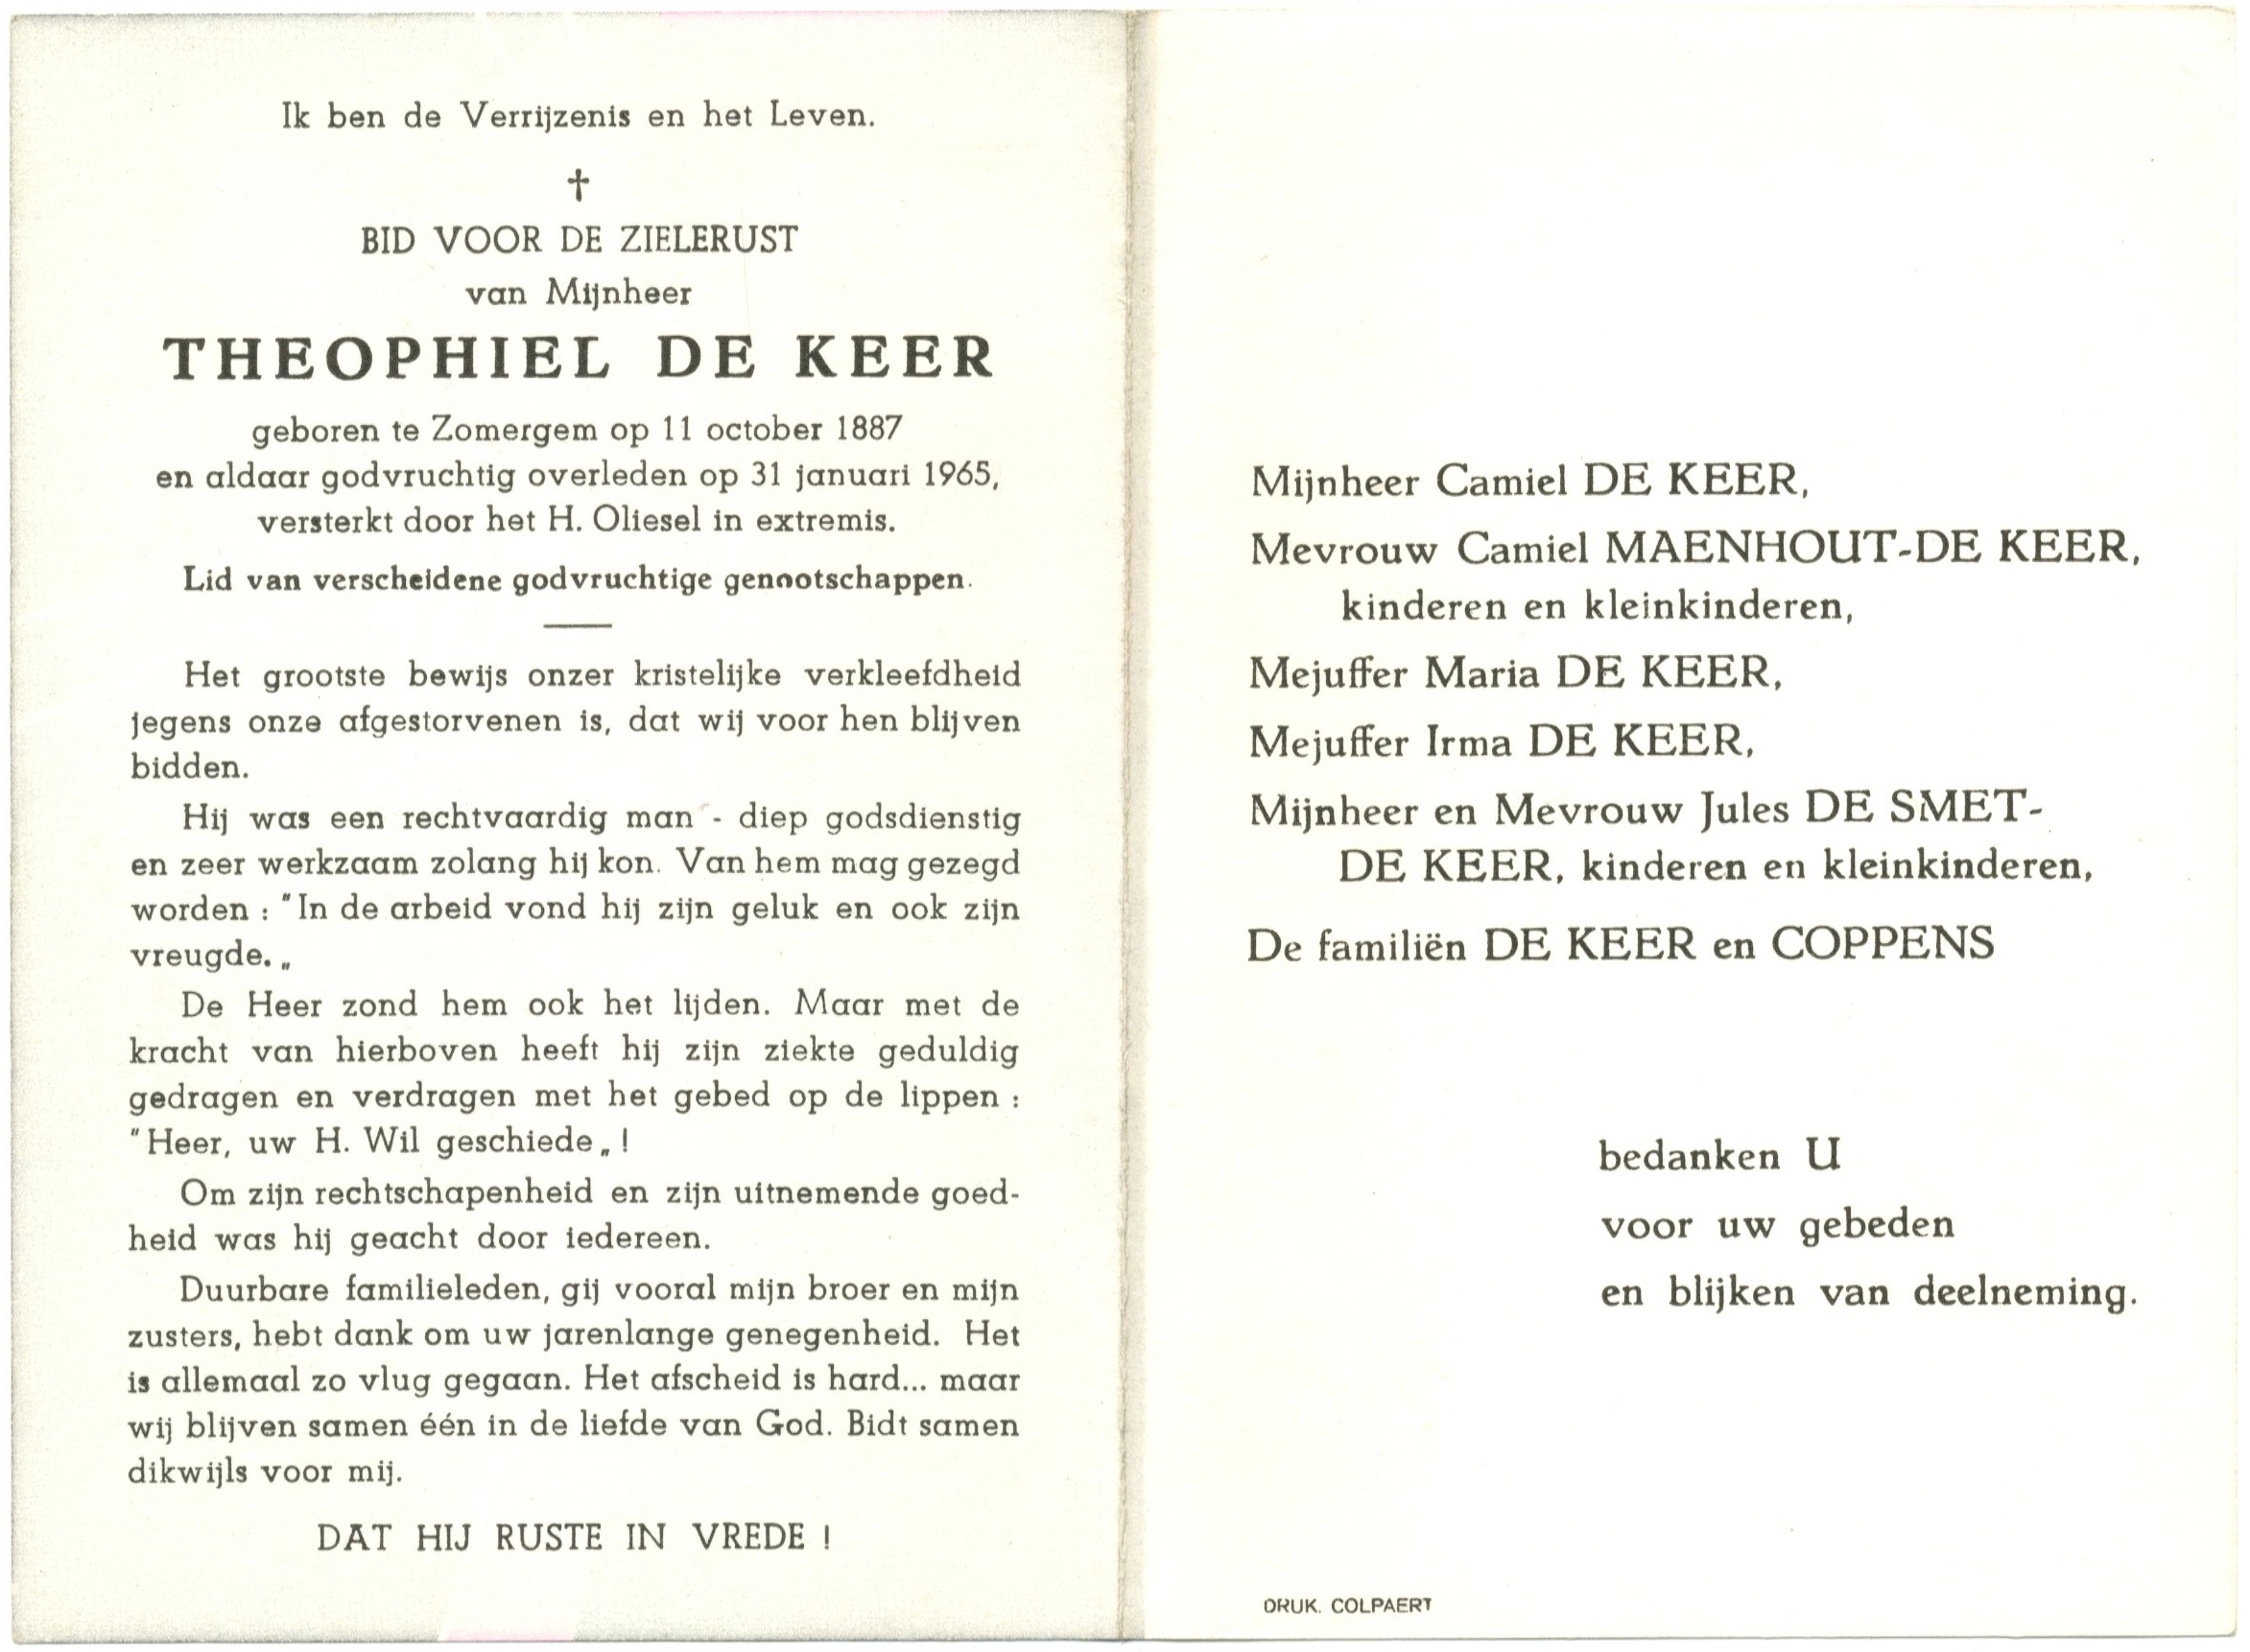 Ik ben de Verrijzenis en het Leven.
†
BID VOOR DE ZIELERUST
van Mijnheer
THEOPHIEL DE KEER
geboren te Zomergem op 11 october 1887
en aldaar godvruchtig overleden op 31 januari 1965,
versterkt door het H. Oliesel in extremis.
Lid van verscheidene godvruchtige genootschappen.
Het grootste bewijs onzer kristelijke verkleefdheid
jegens onze afgestorvenen is, dat wij voor hen blijven
bidden.
Hij was een rechtvaardig man - diep godsdienstig
en zeer werkzaam zolang hij kon. Van hem mag gezegd
worden : "In de arbeid vond hij zijn geluk en ook zijn
vreugde.„
De Heer zond hem ook het lijden. Maar met de
kracht van hierboven heeft hij zijn ziekte geduldig
gedragen en verdragen met het gebed op de lippen :
"Heer, uw H. Wil geschiede„ !
Om zijn rechtschapenheid en zijn uitnemende goed-
heid was hij geacht door iedereen.
Duurbare familieleden, gij vooral mijn broer en mijn
zusters, hebt dank om uw jarenlange genegenheid. Het
is allemaal zo vlug gegaan. Het afscheid is hard... maar
wij blijven samen één in de liefde van God. Bidt samen
dikwijls voor mij.
DAT HIJ RUSTE IN VREDE !
Mijnheer Camiel DE KEER,
Mevrouw Camiel MAENHOUT-DE KEER,
kinderen en kleinkinderen,
Mejuffer Maria DE KEER,
Mejuffer Irma DE KEER,
Mijnheer en Mevrouw Jules DE SMET-
DE KEER, kinderen en kleinkinderen,
De familiën DE KEER en COPPENS
bedanken U
voor uw gebeden
en blijken van deelneming.
DRUK. COLPAERT